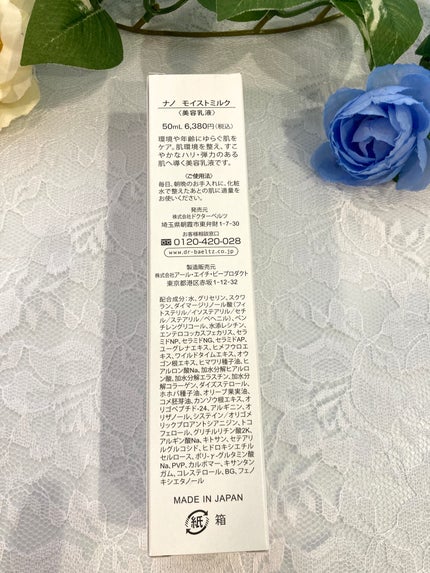 ナノ モイストミルク
〈美容乳液〉
50mL 6,380円(税込)
環境や年齢にゆらぐ肌を
ケア。肌環境を整え、すこ
やかなハリ・弾力のある
肌へ導く美容乳液です。
〈ご使用法〉
毎日、朝晩のお手入れに、化粧
水で整えたあとの肌に適量を
お使いください。
発売元
株式会社ドクターベルツ
埼玉県朝霞市東弁財1-7-30
お客様相談窓口
0120-420-028
www.dr-baeltz.co.jp
製造販売元
株式会社アール・エイチ・ビープロダクト
東京都港区赤坂1-12-32
配合成分:水、グリセリン、スクワ
ラン、ダイマージリノール酸(フィ
トステリル/イソステアリル/セチ
ル/ステアリル/ベヘニル)、ペン
チレングリコール、水添レシチン、
エンテロコッカスフェカリス、セラ
ミドNP、セラミドNG、セラミドAP、
ユーグレナエキス、ヒメフウロエ
キス、ワイルドタイムエキス、オウ
ゴン根エキス、ヒマワリ種子油、ヒ
アルロン酸Na、加水分解ヒアルロ
ン酸、加水分解エラスチン、加水分
解コラーゲン、ダイズステロール、
ホホバ種子油、オリーブ果実油、
コメ胚芽油、カンゾウ根エキス、オ
リゴペプチド-24、アルギニン、オ
リザノール、システイン/オリゴメ
リックプロアントシアニジン、トコ
フェロール、グリチルリチン酸2K、
アルギン酸Na、キトサン、セテアリ
ルグルコシド、ヒドロキシエチル
セルロース、ポリ-γ-グルタミン酸
Na、PVP、カルボマー、キサンタン
ガム、コレステロール、BG、フェノ
キシエタノール
MADE IN JAPAN
紙 箱